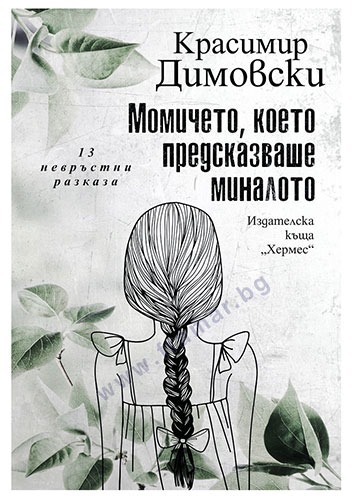 Красимир
Димовски
Момичето, което
предсказваше
миналото
13
невръстни
разказа
Издателска
къща
„Хермес“